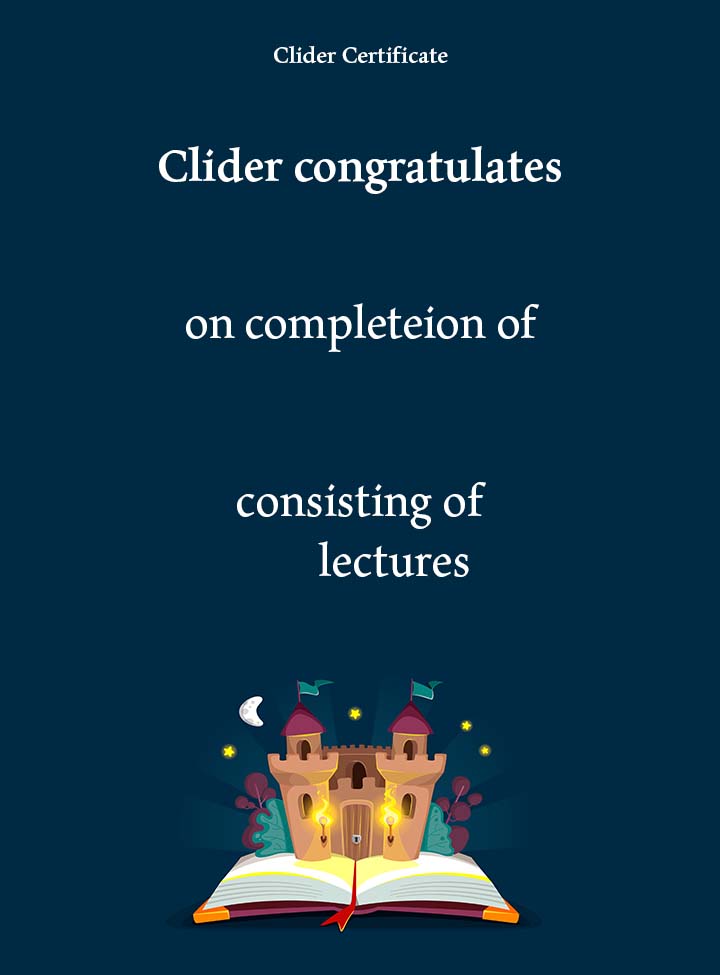 Clider Certificate
Clider congratulates
on completeion of
consisting of
lectures